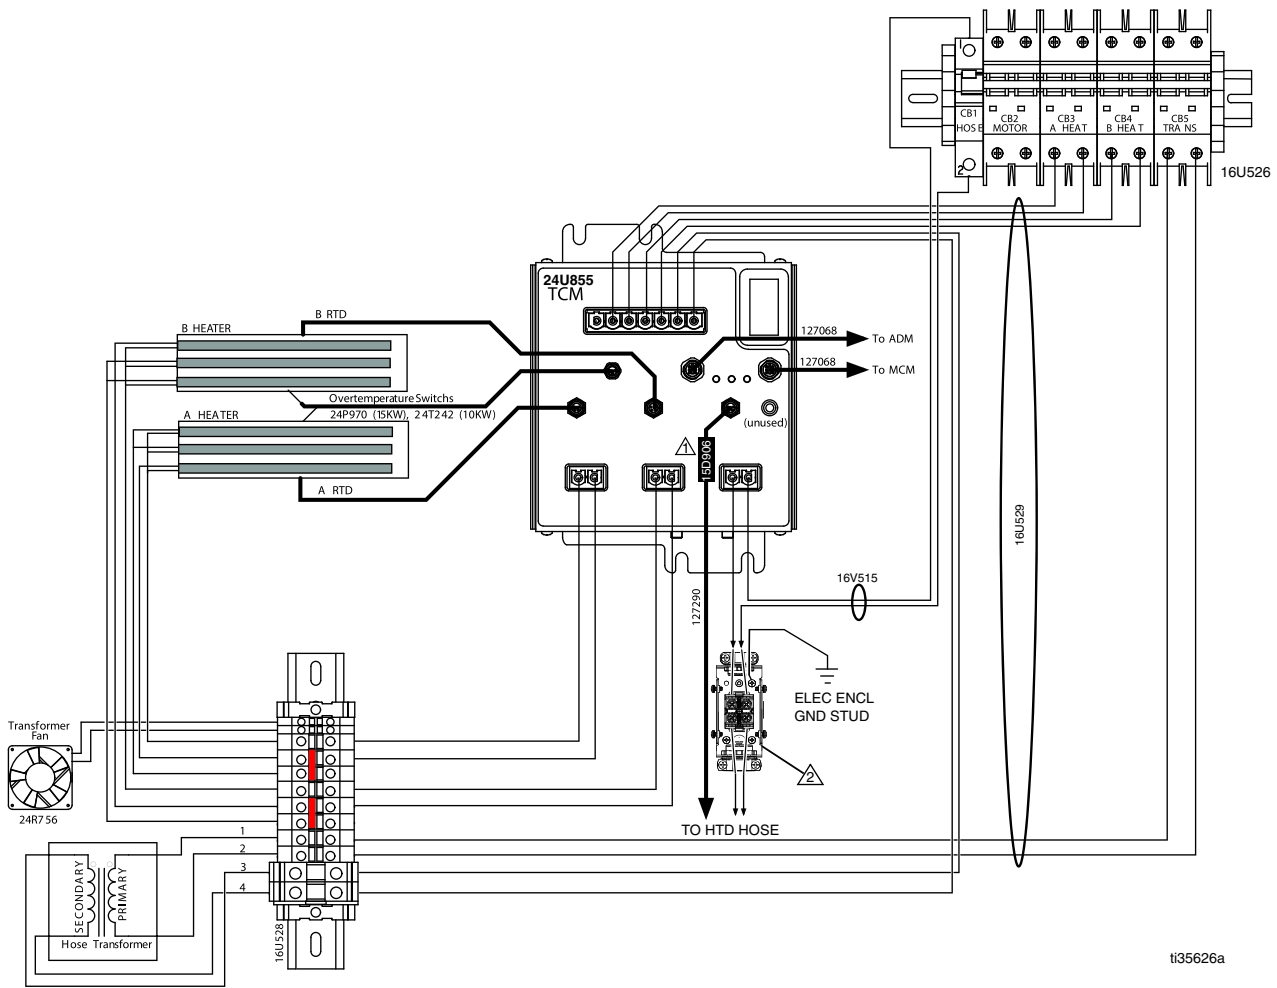 1
CB1
HOSE
2
CB2
MOTOR
CB3
A HEAT
CB4
B HEAT
CB5
TRANS
16U526
24U855
TCM
B RTD
B HEATER
127068
To ADM
127068
To MCM
Overtemperature Switchs
24P970 (15KW), 24T242 (10KW)
A HEATER
(unused)
1
15D906
A RTD
16U529
16V515
127290
ELEC ENCL
GND STUD
2
Transformer
Fan
24R756
TO HTD HOSE
1
2
3
4
SECONDARY
PRIMARY
Hose Transformer
16U528
ti35626a